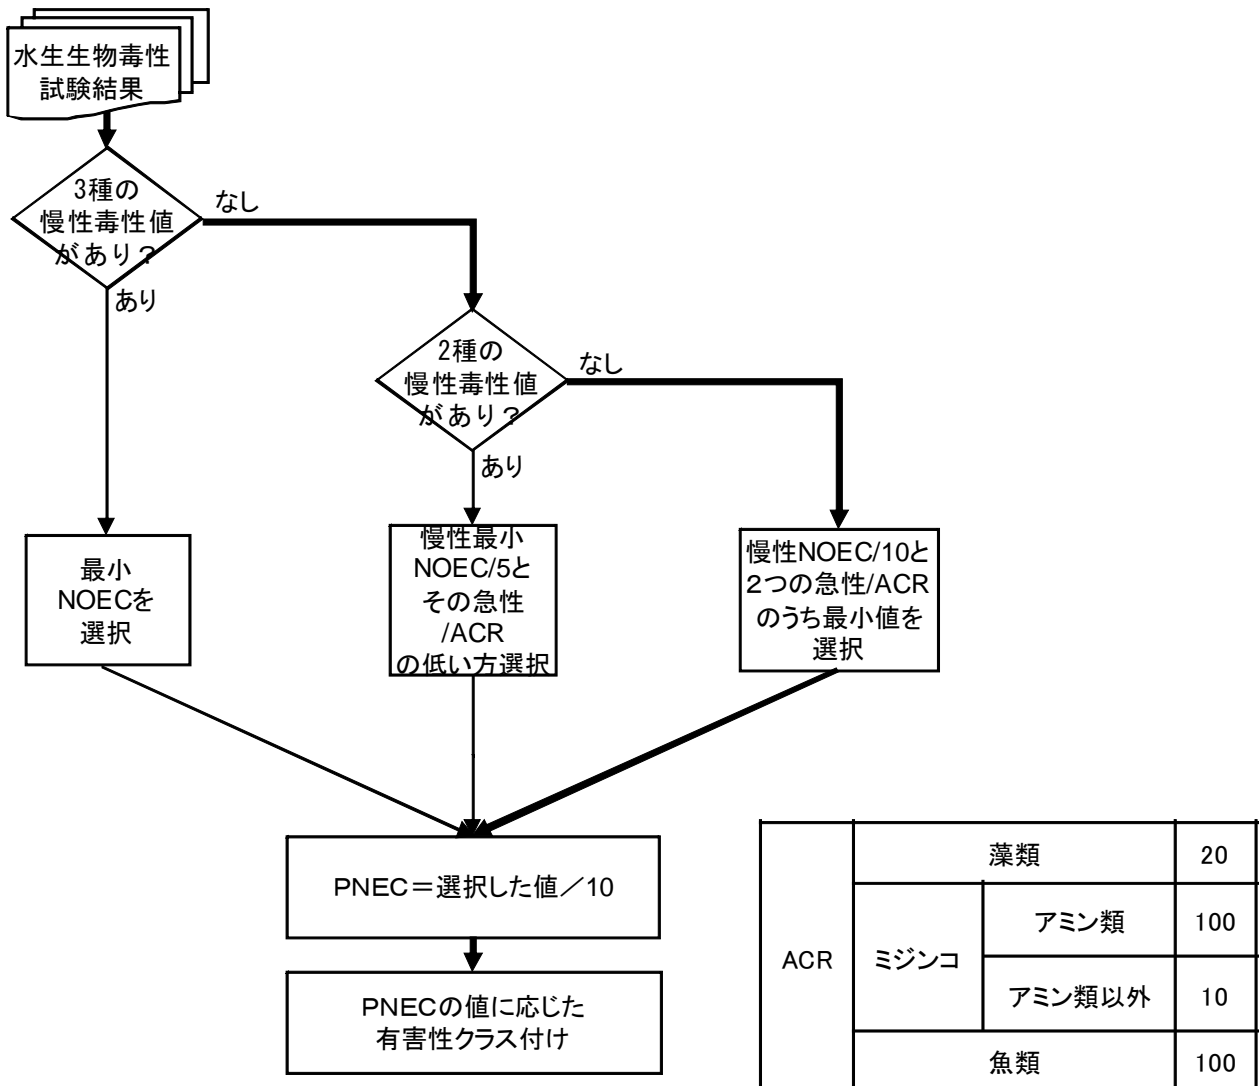 水生生物毒性
試験結果
3種の
慢性毒性値
があり？
なし
あり
2種の
慢性毒性値
があり？
なし
あり
最小
NOECを
選択
慢性最小
NOEC/5と
その急性
/ACR
の低い方選択
慢性NOEC/10と
２つの急性/ACR
のうち最小値を
選択
PNEC＝選択した値／10
PNECの値に応じた
有害性クラス付け
ACR
藻類
20
ミジンコ
アミン類
100
アミン類以外
10
魚類
100